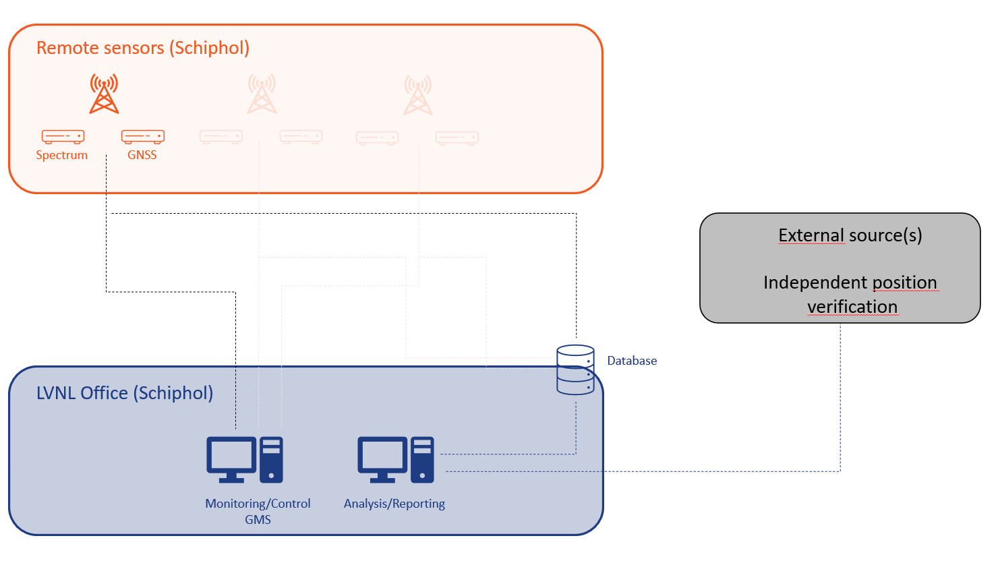 Remote sensors (Schiphol)
Spectrum
GNSS
External source(s)
Independent position
verification
Database
LVNL Office (Schiphol)
Monitoring/Control
GMS
Analysis/Reporting